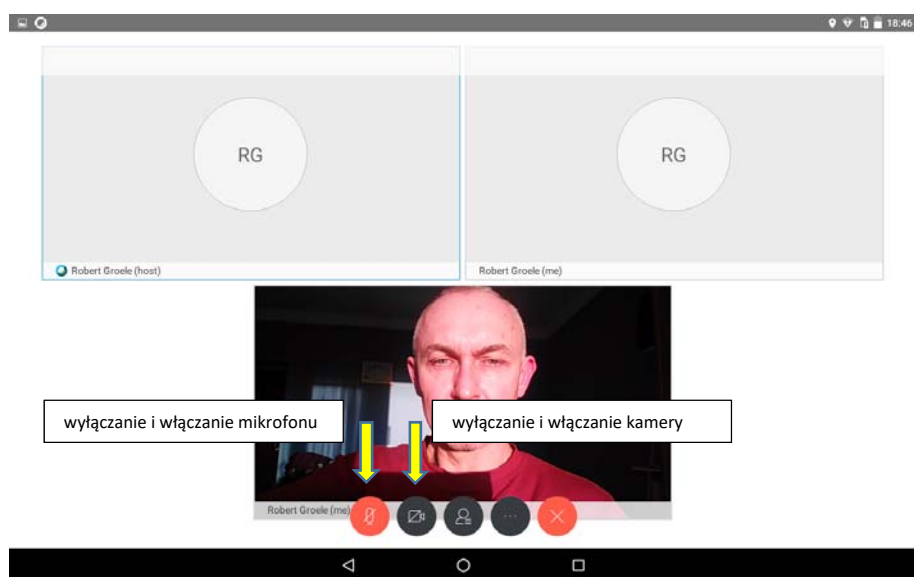 18:46
RG
RG
Robert Groele (host)
Robert Groele (me)
wyłączanie i włączanie mikrofonu
wyłączanie i włączanie kamery
Robert Groele (me)